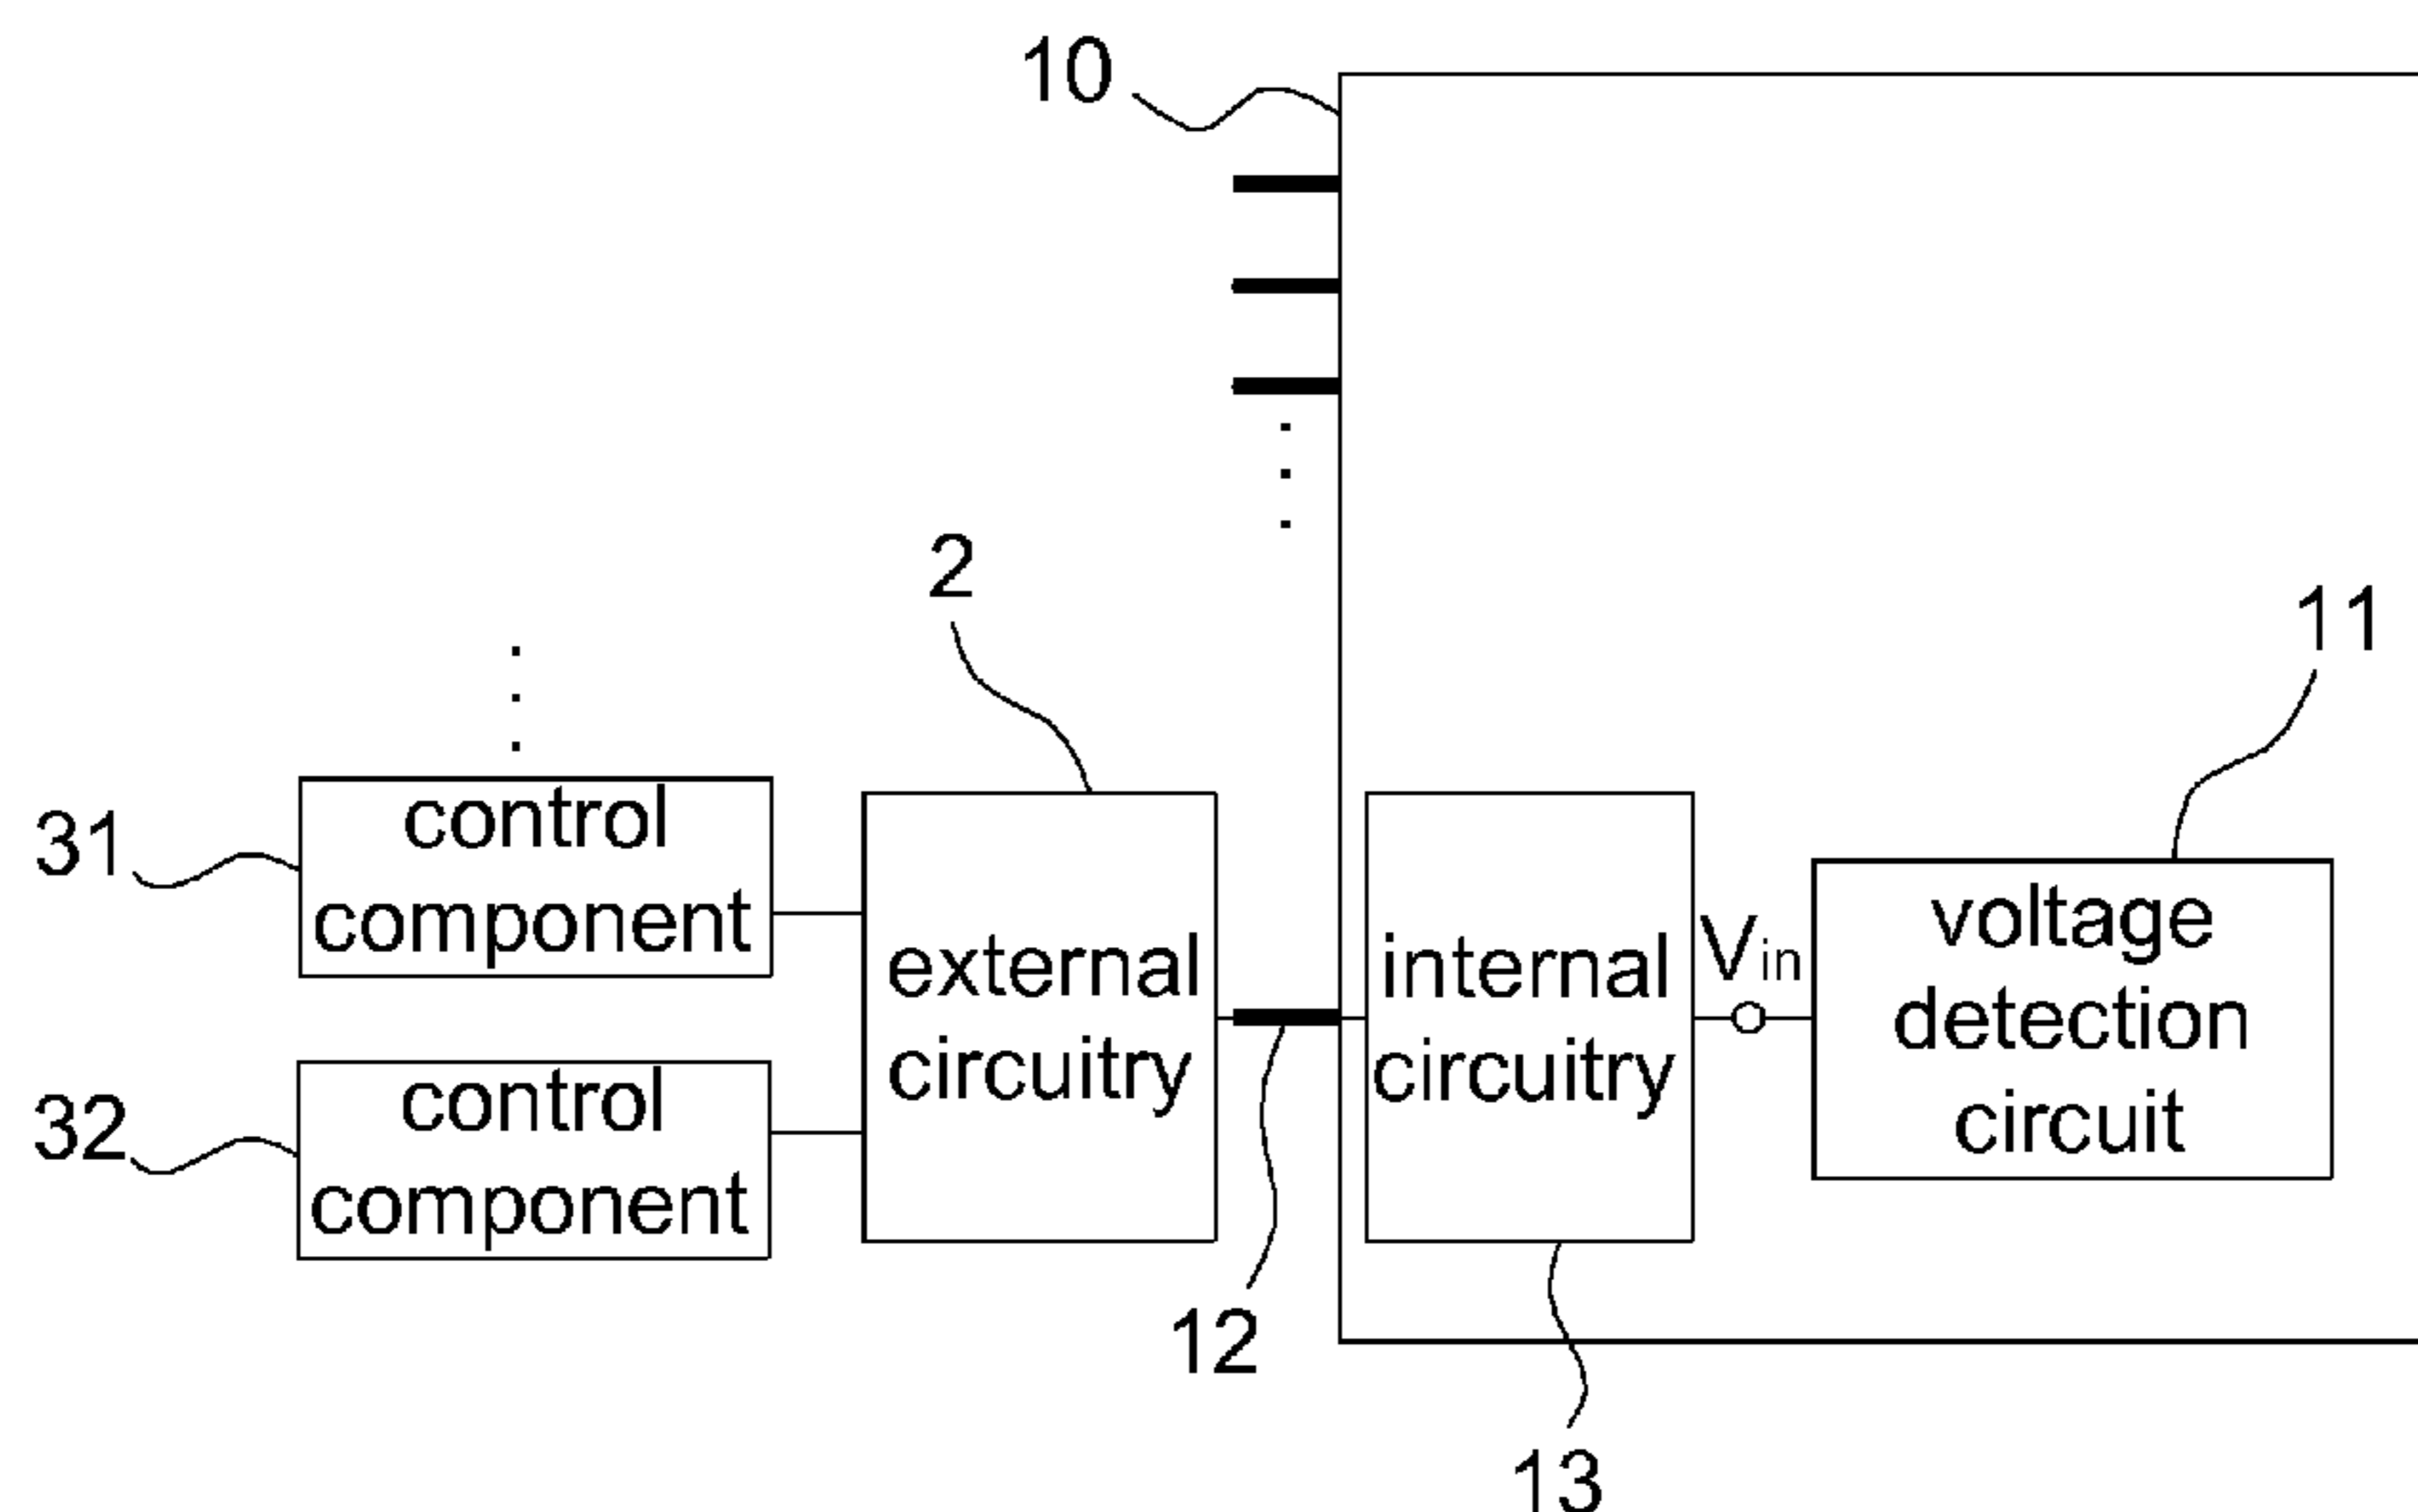 10
2
11
31
control
component
external
circuitry
internal
circuitry
Vin
voltage
detection
circuit
32
control
component
12
13